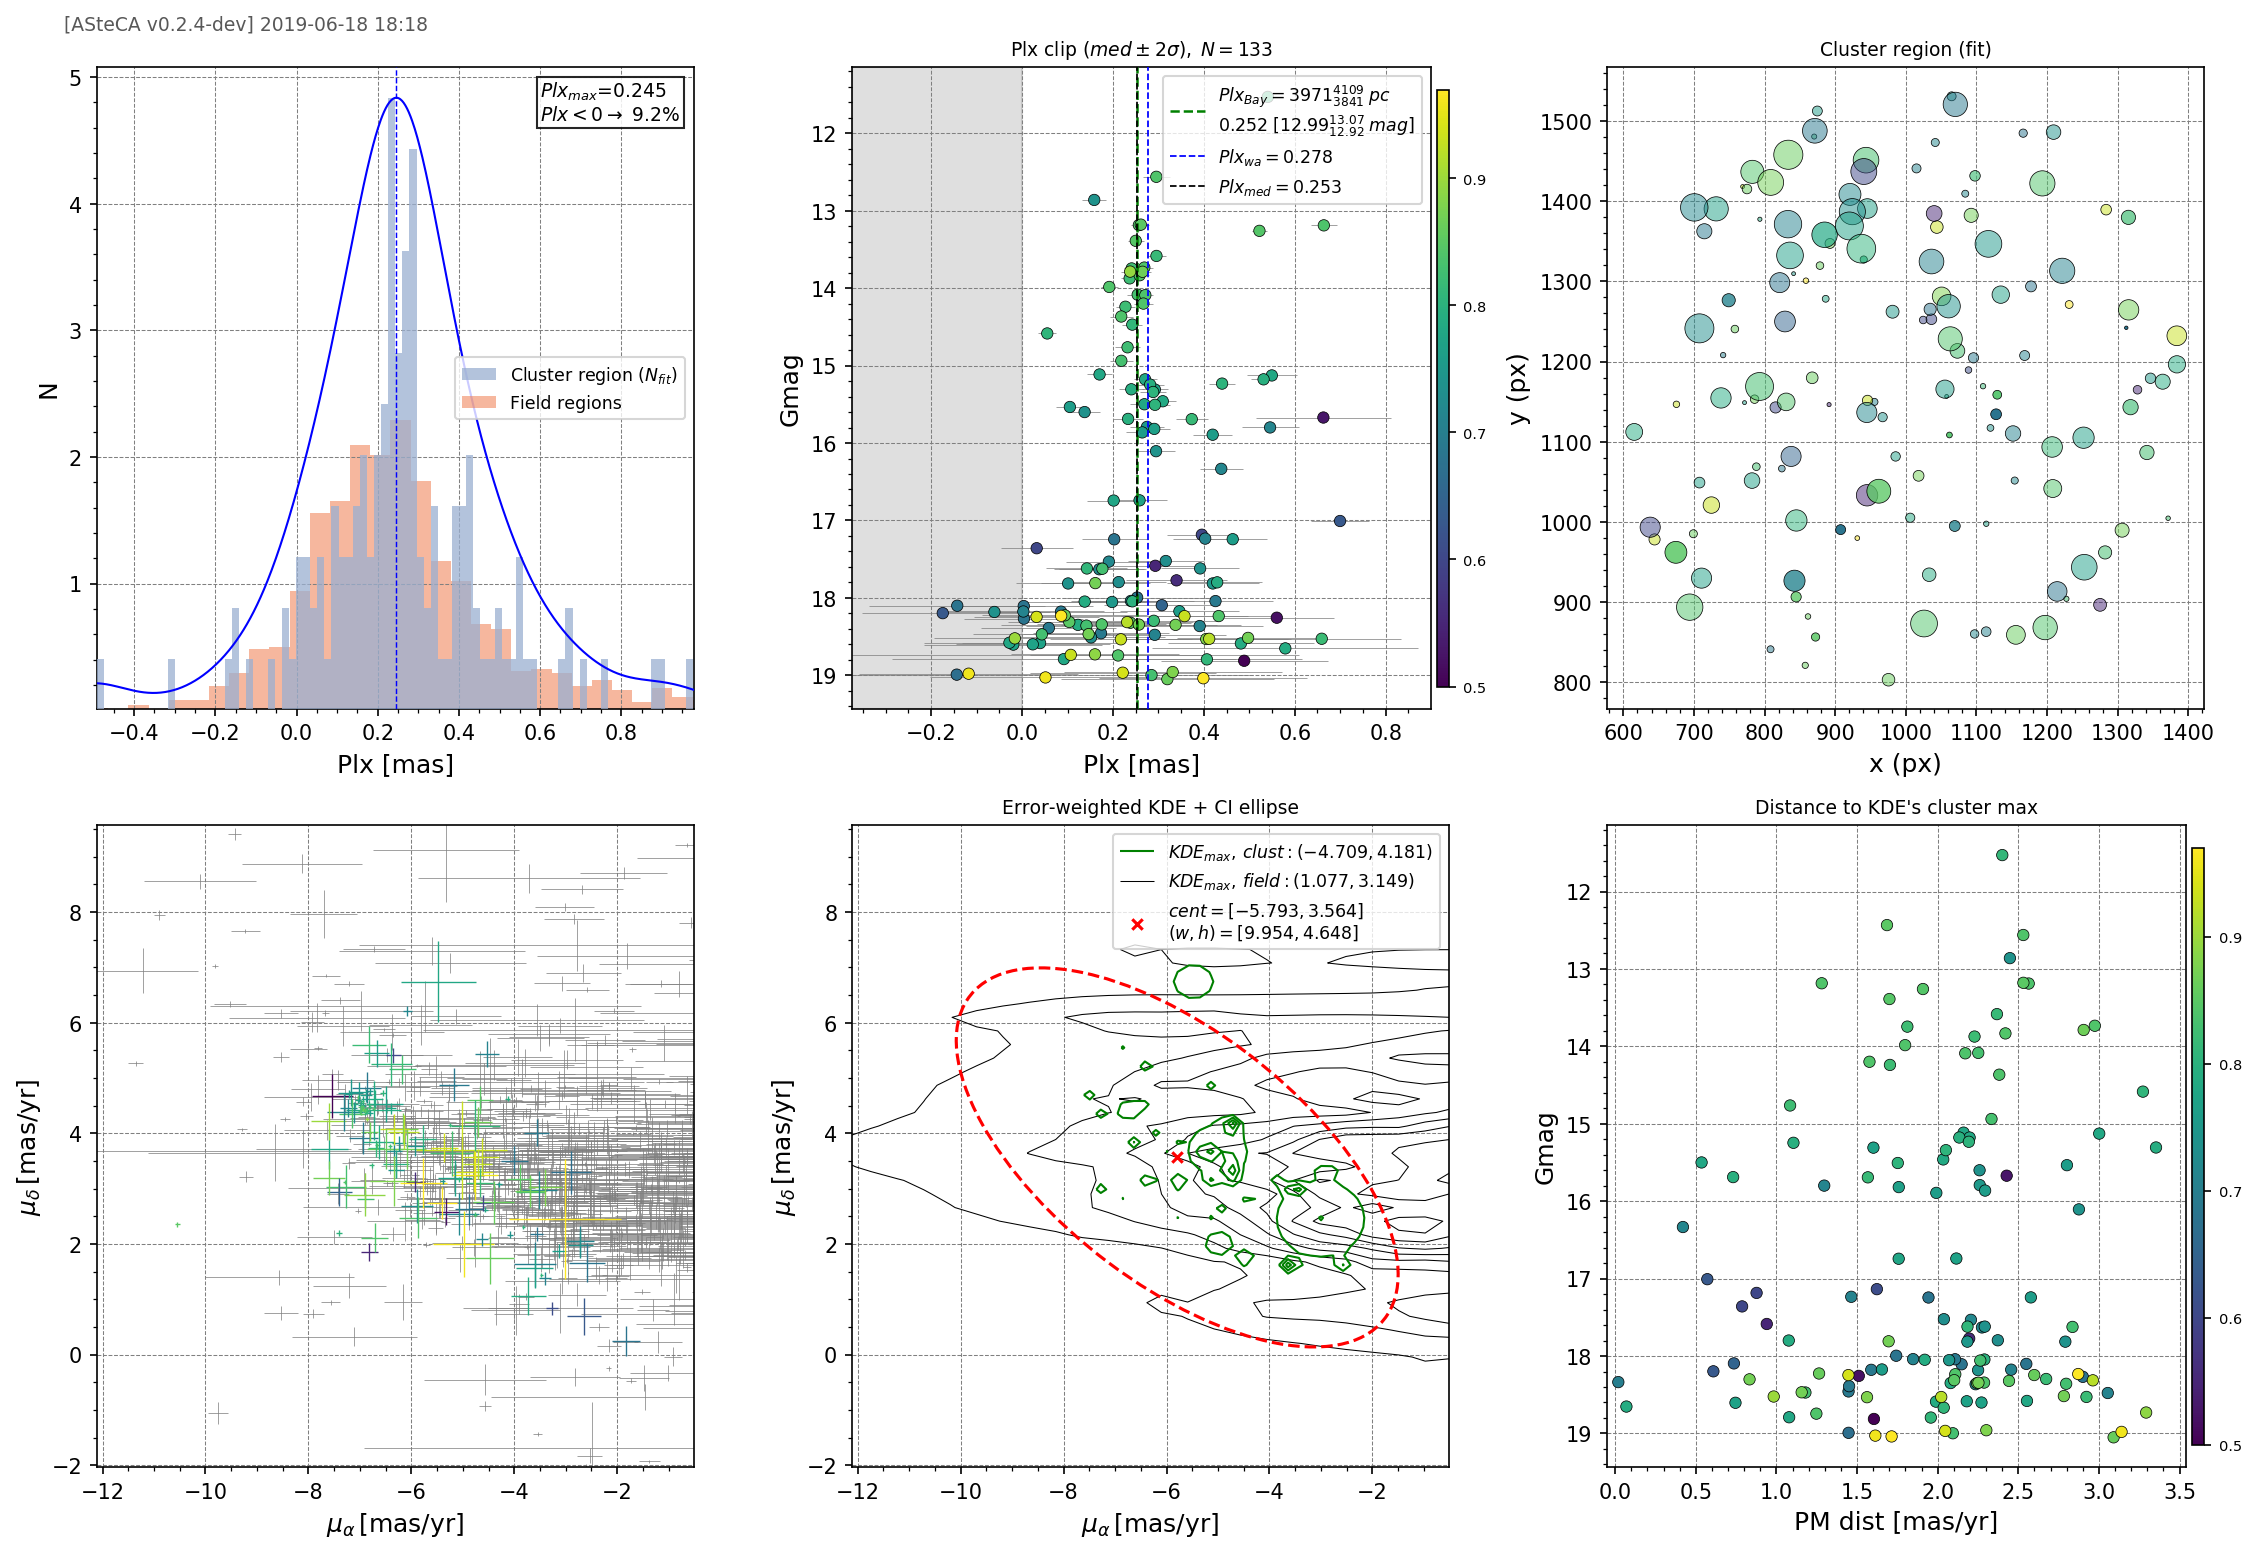 [ASteCA v0.2.4-dev] 2019-06-18 18:18
Plx_max=0.245
Plx < 0 → 9.2%
Cluster region (N_fit)
Field regions
N
5
4
3
2
1
−0.4 −0.2 0.0 0.2 0.4 0.6 0.8
Plx [mas]
Plx clip (med ± 2σ), N = 133
Plx_Bay = 3971^4109_3841 pc
0.252 [12.99^13.07_12.92 mag]
Plx_wa = 0.278
Plx_med = 0.253
Gmag
12
13
14
15
16
17
18
19
−0.2 0.0 0.2 0.4 0.6 0.8
Plx [mas]
0.9
0.8
0.7
0.6
0.5
Cluster region (fit)
y (px)
1500
1400
1300
1200
1100
1000
900
800
600 700 800 900 1000 1100 1200 1300 1400
x (px)
μ_δ [mas/yr]
8
6
4
2
0
−2
−12 −10 −8 −6 −4 −2
μ_α [mas/yr]
Error-weighted KDE + CI ellipse
KDE_max, clust : (−4.709, 4.181)
KDE_max, field : (1.077, 3.149)
cent = [−5.793, 3.564]
(w, h) = [9.954, 4.648]
μ_δ [mas/yr]
8
6
4
2
0
−2
−12 −10 −8 −6 −4 −2
μ_α [mas/yr]
Distance to KDE's cluster max
Gmag
12
13
14
15
16
17
18
19
0.0 0.5 1.0 1.5 2.0 2.5 3.0 3.5
PM dist [mas/yr]
0.9
0.8
0.7
0.6
0.5